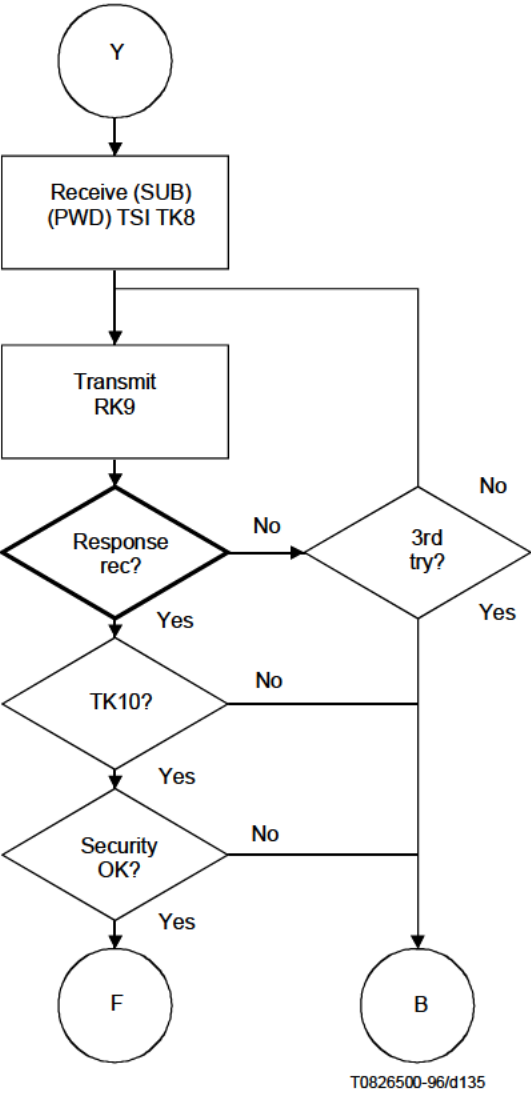 Y
Receive (SUB)
(PWD) TSI TK8
Transmit
RK9
No
Response
rec?
No
3rd
try?
Yes
Yes
TK10?
No
Yes
Security
OK?
No
Yes
F
B
T0826500-96/d135